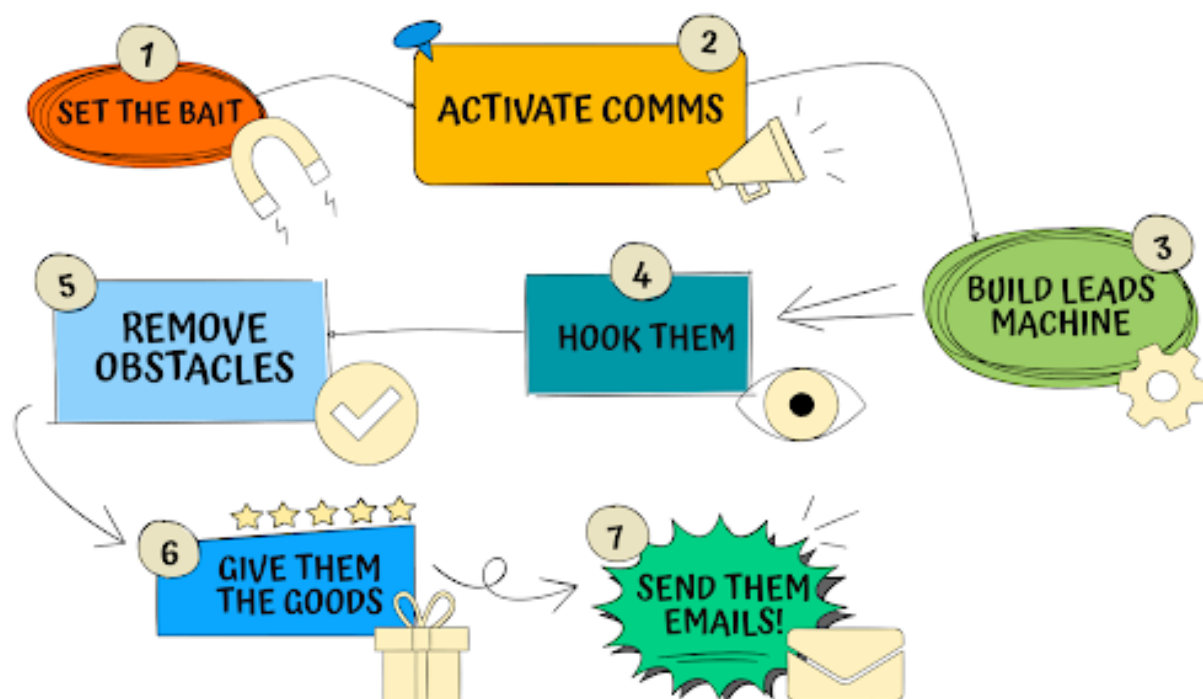 1
SET THE BAIT
2
ACTIVATE COMMS
3
BUILD LEADS
MACHINE
4
HOOK THEM
5
REMOVE
OBSTACLES
6
GIVE THEM
THE GOODS
7
SEND THEM
EMAILS!